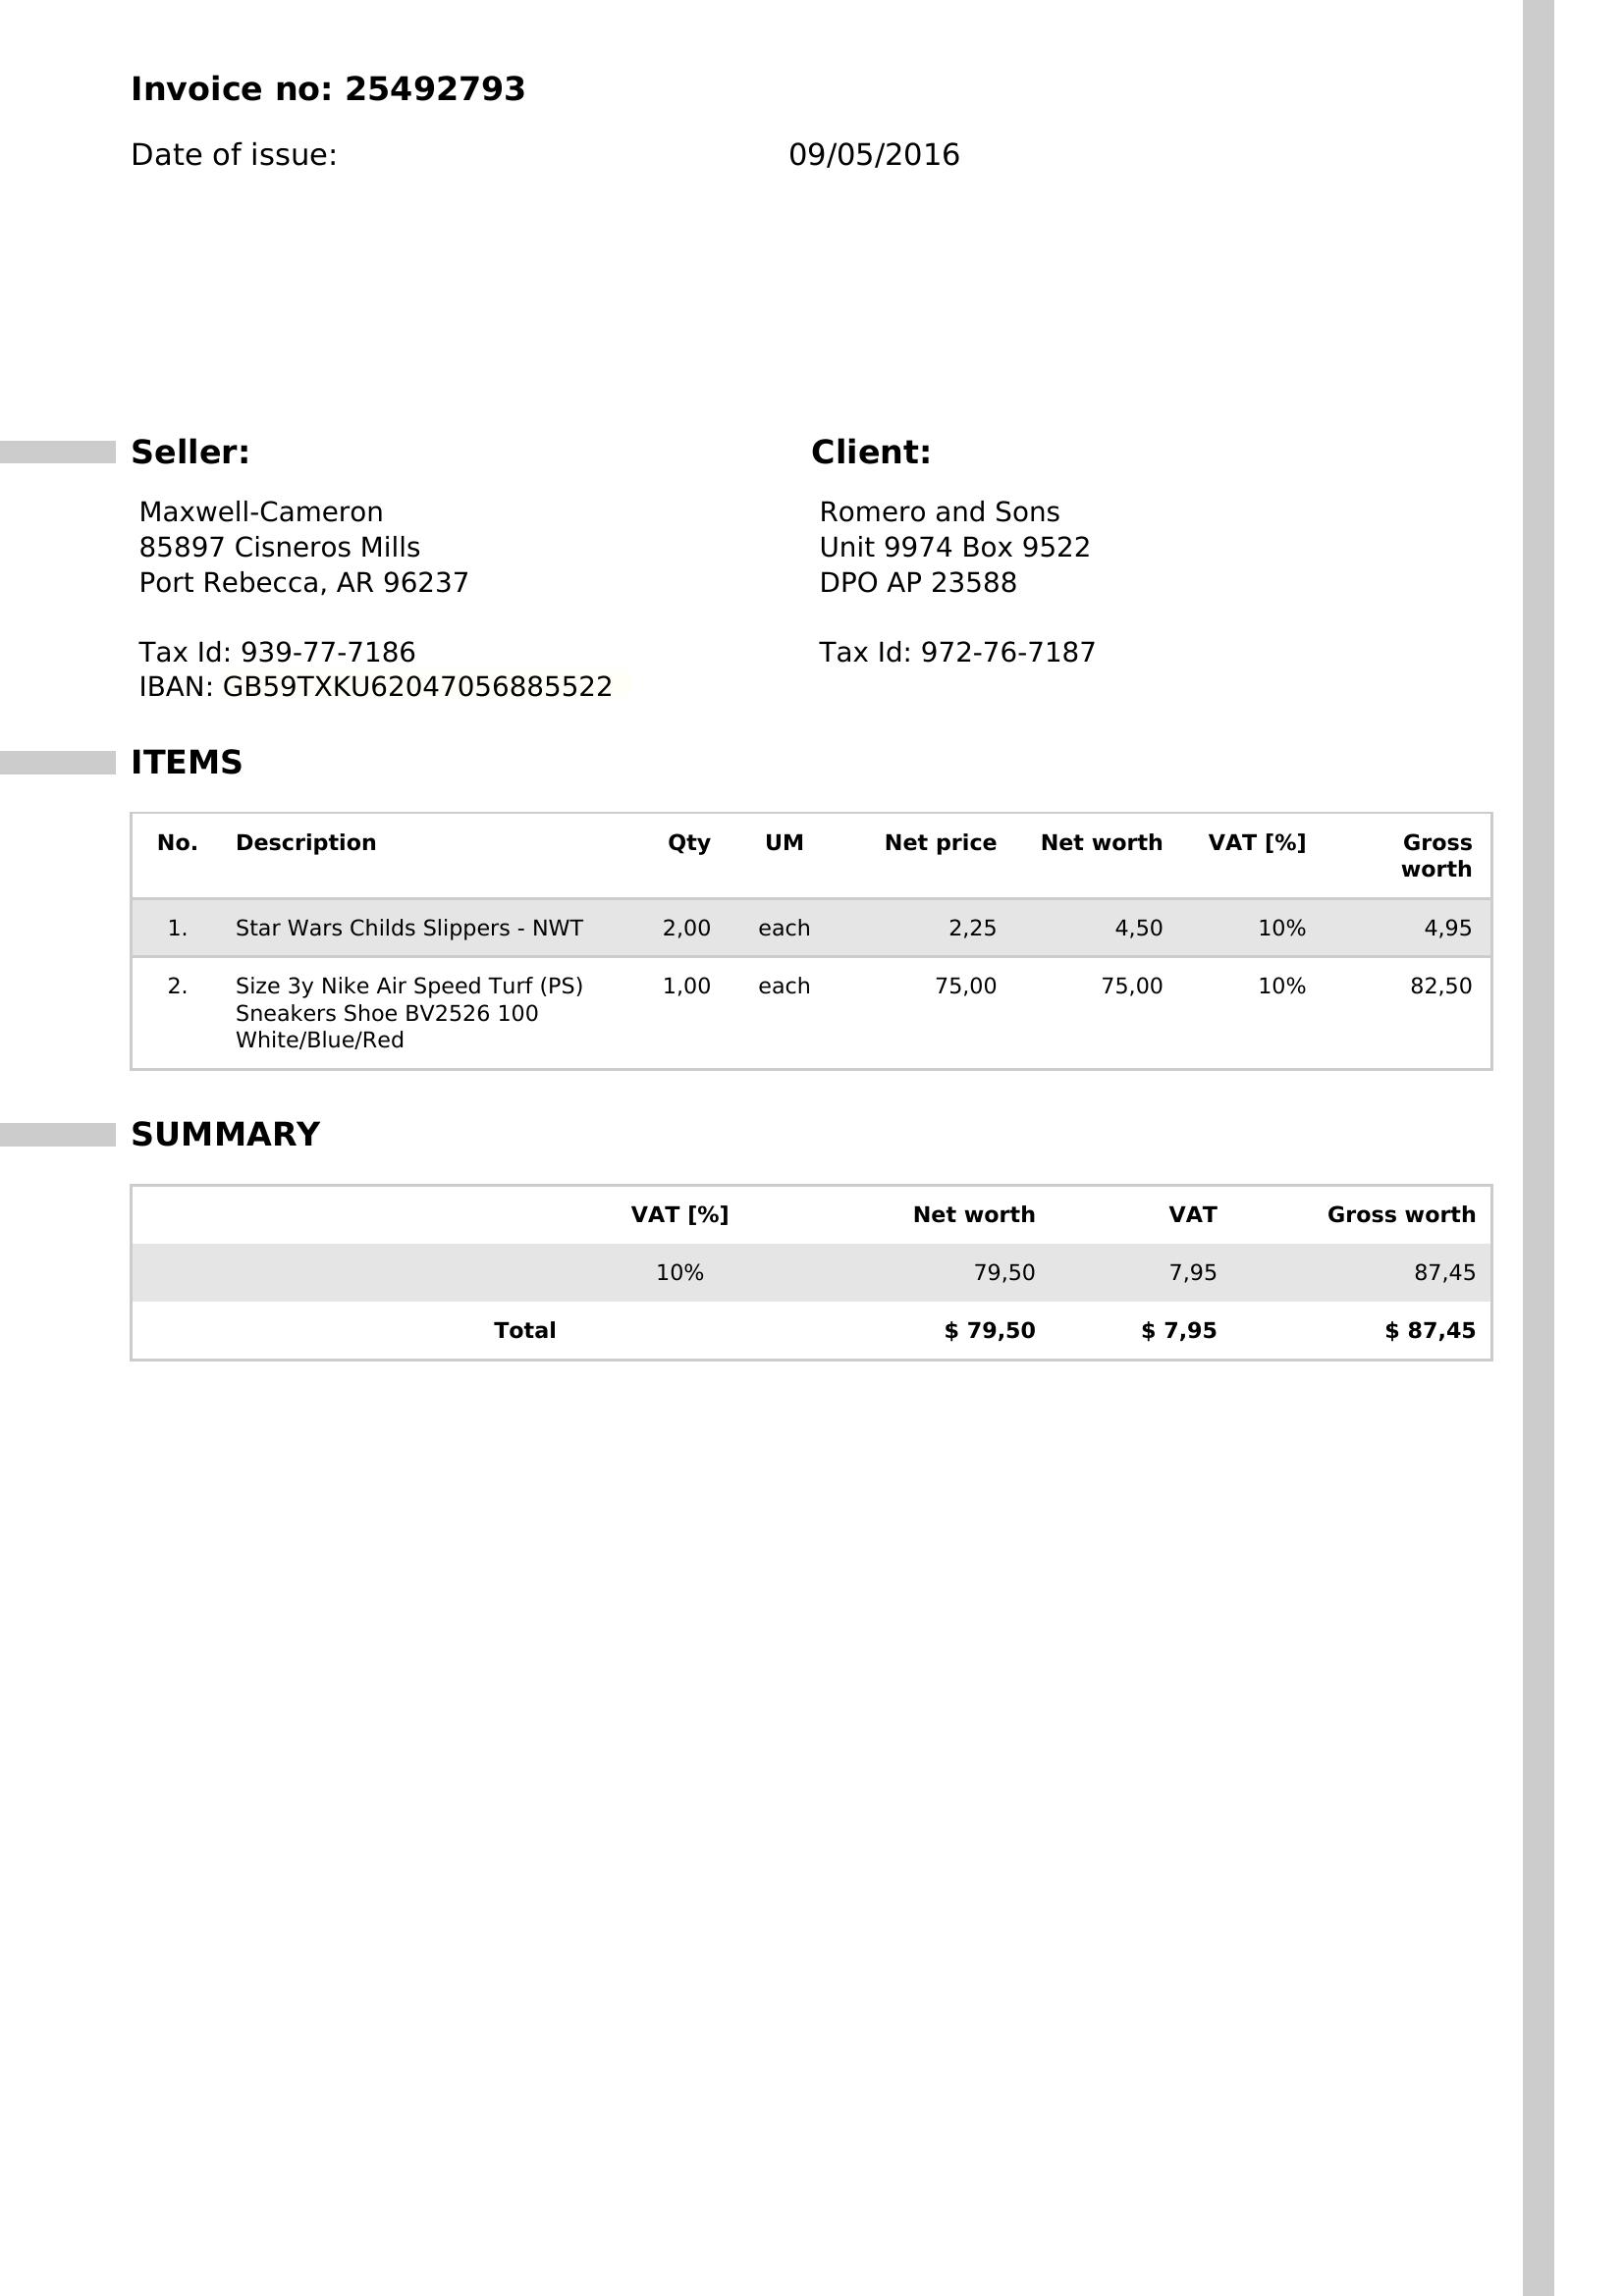 Invoice no: 25492793
Date of issue: 09/05/2016
Seller: Client:
Maxwell-Cameron Romero and Sons
85897 Cisneros Mills Unit 9974 Box 9522
Port Rebecca, AR 96237 DPO AP 23588
Tax Id: 939-77-7186 Tax Id: 972-76-7187
IBAN: GB59TXKU62047056885522
ITEMS
No. Description Qty UM Net price Net worth VAT [%] Gross
worth
1. Star Wars Childs Slippers - NWT 2,00 each 2,25 4,50 10% 4,95
2. Size 3y Nike Air Speed Turf (PS) 1,00 each 75,00 75,00 10% 82,50
Sneakers Shoe BV2526 100
White/Blue/Red
SUMMARY
VAT [%] Net worth VAT Gross worth
10% 79,50 7,95 87,45
Total $ 79,50 $ 7,95 $ 87,45